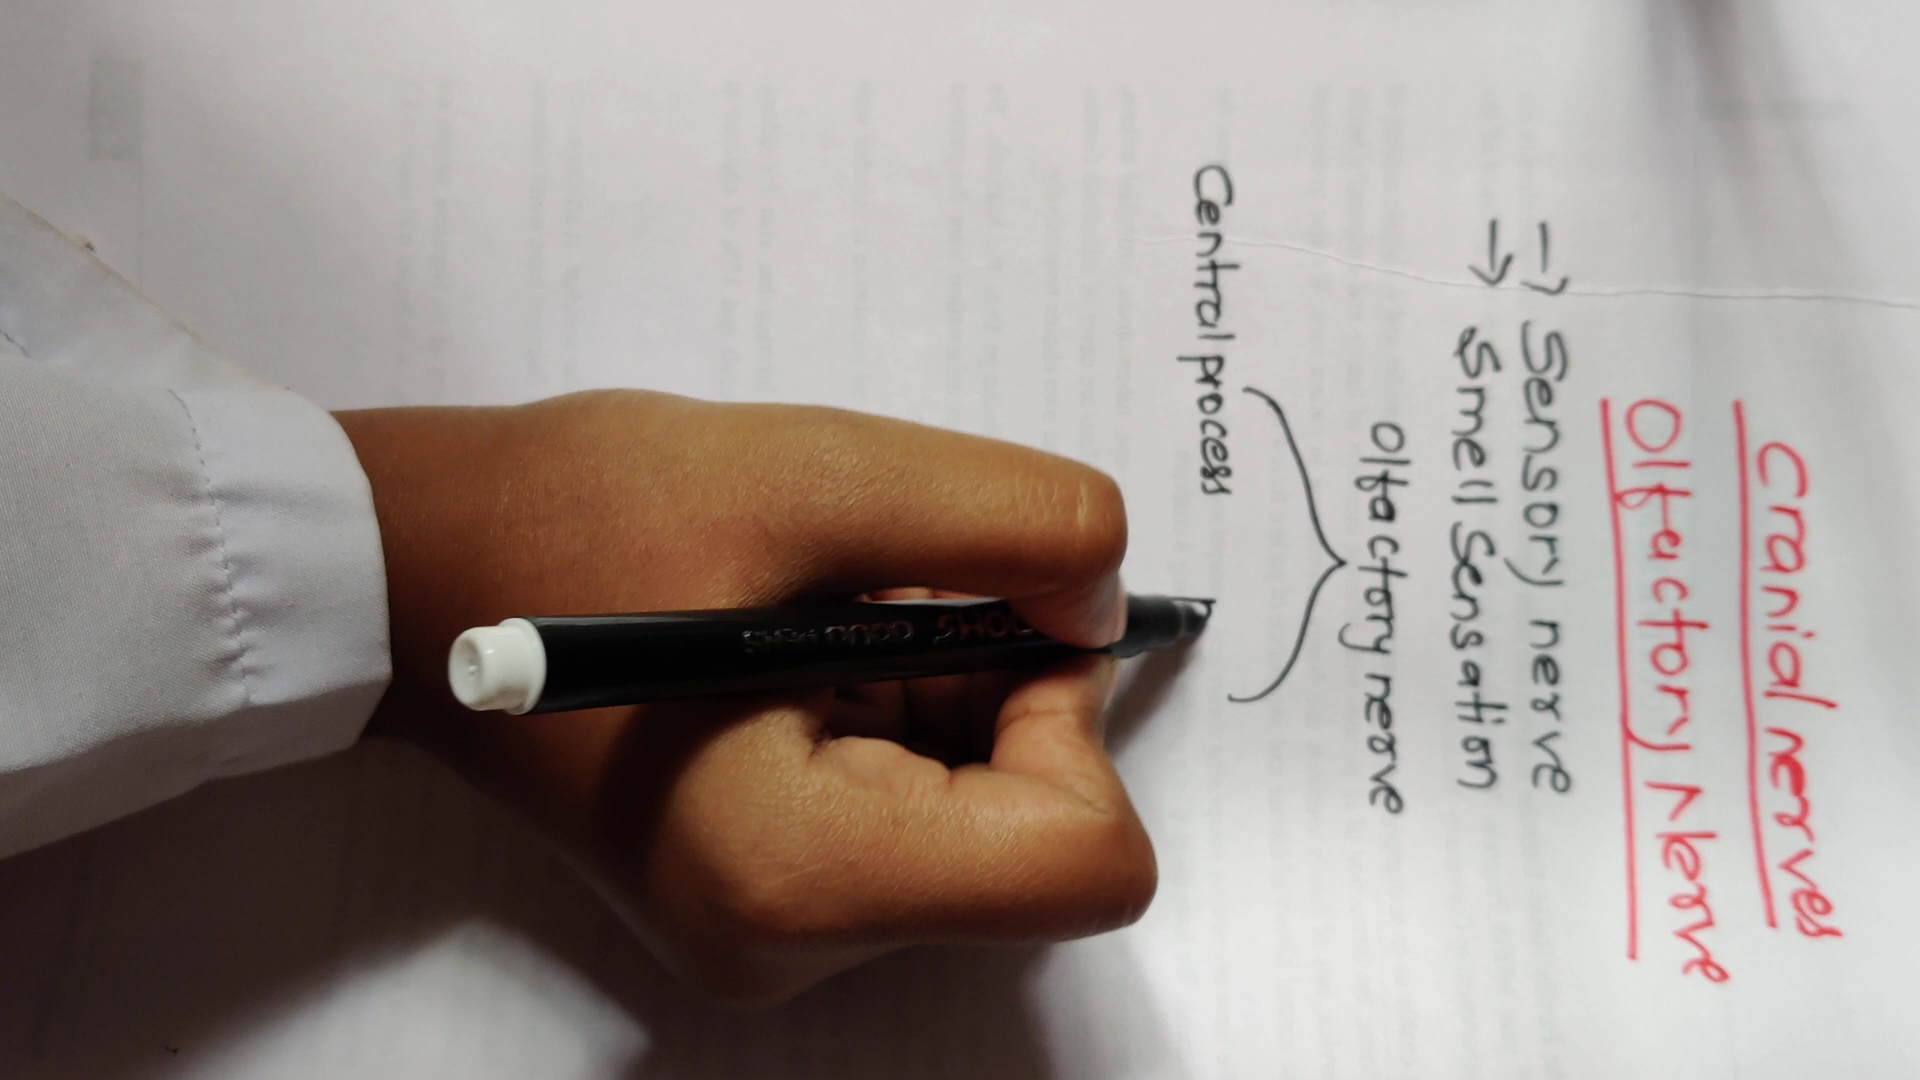 Cranial nerves
Olfactory Nerve
→ Sensory nerve
→ Smell Sensation
Olfactory nerve
Central process